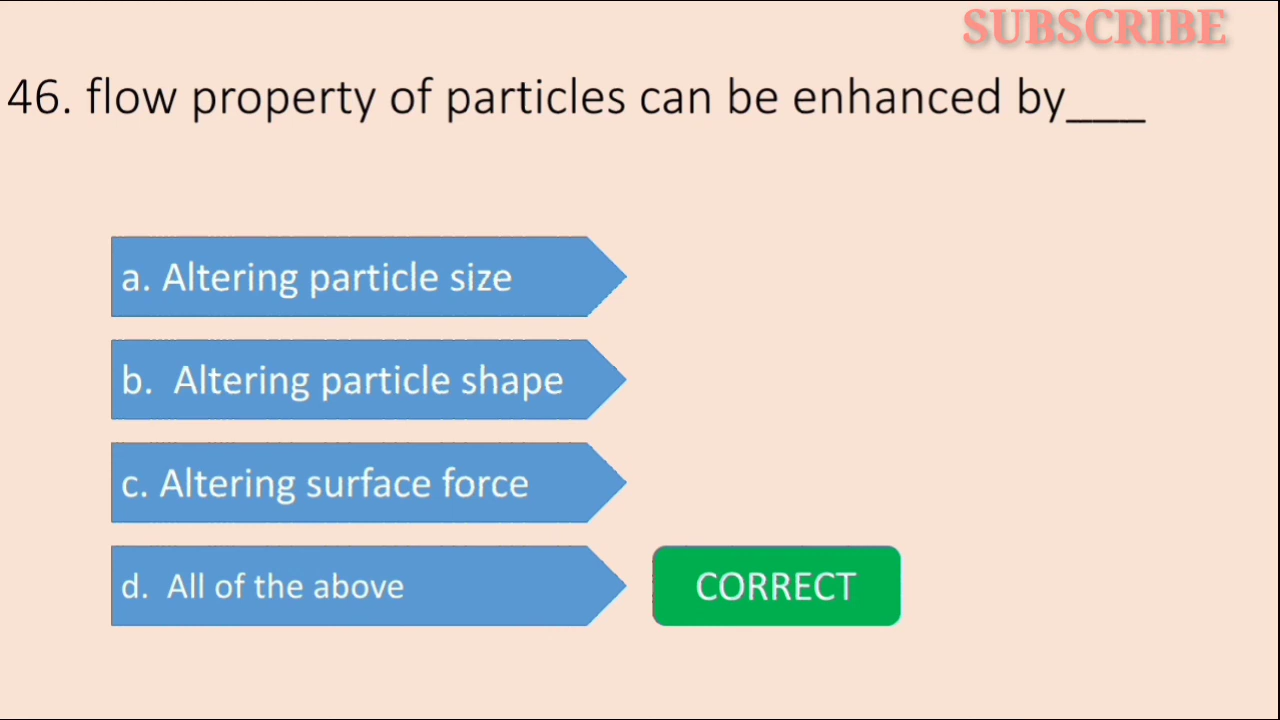 SUBSCRIBE
46. flow property of particles can be enhanced by___
a. Altering particle size
b. Altering particle shape
c. Altering surface force
d. All of the above
CORRECT